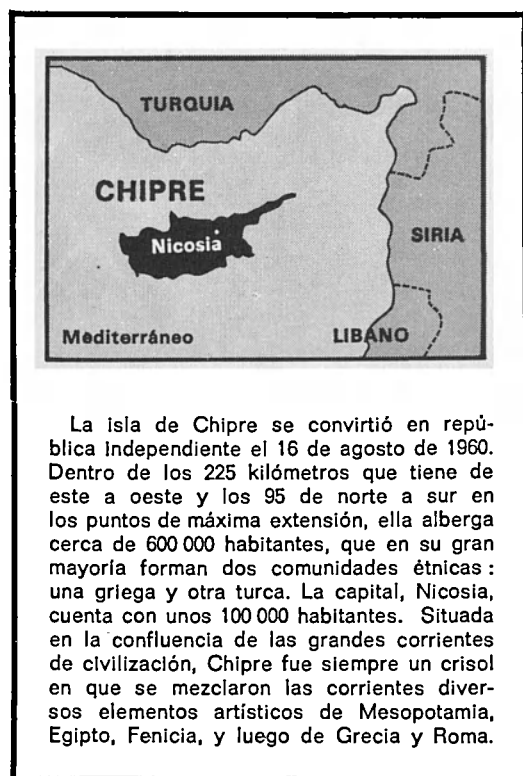 TURQUIA
CHIPRE
Nicosia
SIRIA
Mediterráneo
LIBANO
La isla de Chipre se convirtió en repú-
blica independiente el 16 de agosto de 1960.
Dentro de los 225 kilómetros que tiene de
este a oeste y los 95 de norte a sur en
los puntos de máxima extensión, ella alberga
cerca de 600 000 habitantes, que en su gran
mayoría forman dos comunidades étnicas :
una griega y otra turca. La capital, Nicosia,
cuenta con unos 100 000 habitantes. Situada
en la confluencia de las grandes corrientes
de civilización, Chipre fue siempre un crisol
en que se mezclaron las corrientes diver-
sos elementos artísticos de Mesopotamia,
Egipto, Fenicia, y luego de Grecia y Roma.